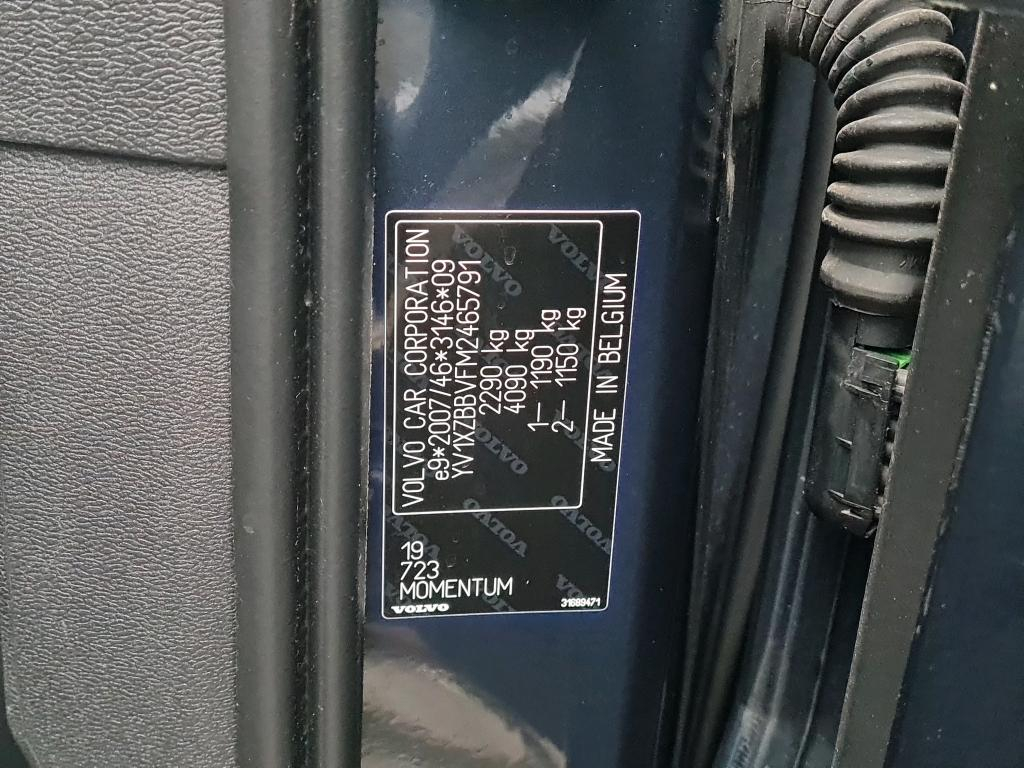 VOLVO CAR CORPORATION
e9*2007/46*3146*09
YV1XZBBVFM2465791
2290 kg
4090 kg
1– 1190 kg
2– 1150 kg
MADE IN BELGIUM
19
723
MOMENTUM
VOLVO
31689471